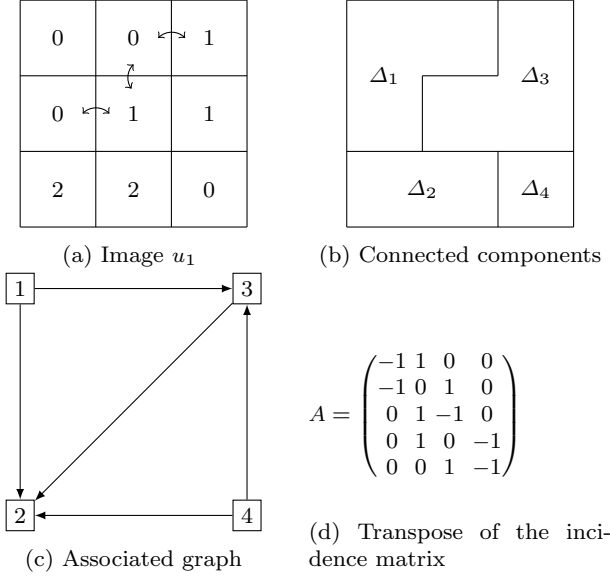 0 0 1
0 1 1
2 2 0
(a) Image u₁
Δ₁
Δ₃
Δ₂
Δ₄
(b) Connected components
1 3
2 4
(c) Associated graph
−1 1 0 0
−1 0 1 0
A = 0 1 −1 0
0 1 0 −1
0 0 1 −1
(d) Transpose of the inci-
dence matrix